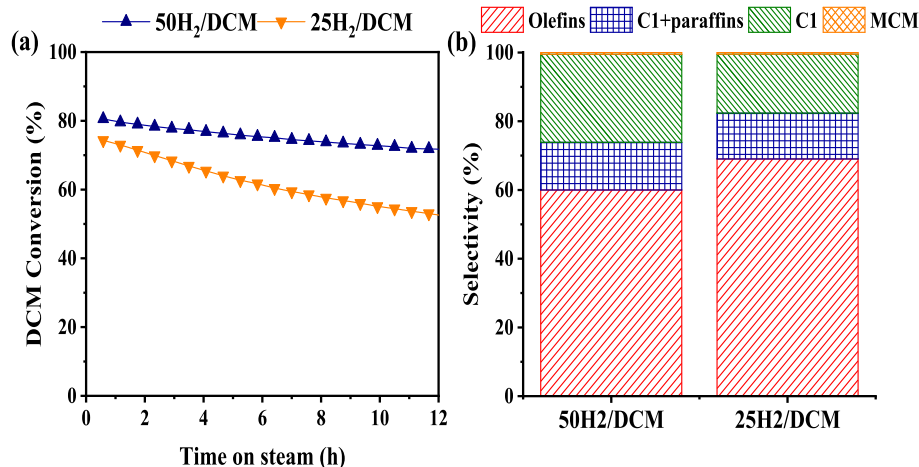 50H₂/DCM 25H₂/DCM
(a)
DCM Conversion (%)
100
80
60
40
20
0
0 2 4 6 8 10 12
Time on steam (h)
Olefins C1+paraffins C1 MCM
(b)
Selectivity (%)
100
80
60
40
20
0
50H2/DCM 25H2/DCM